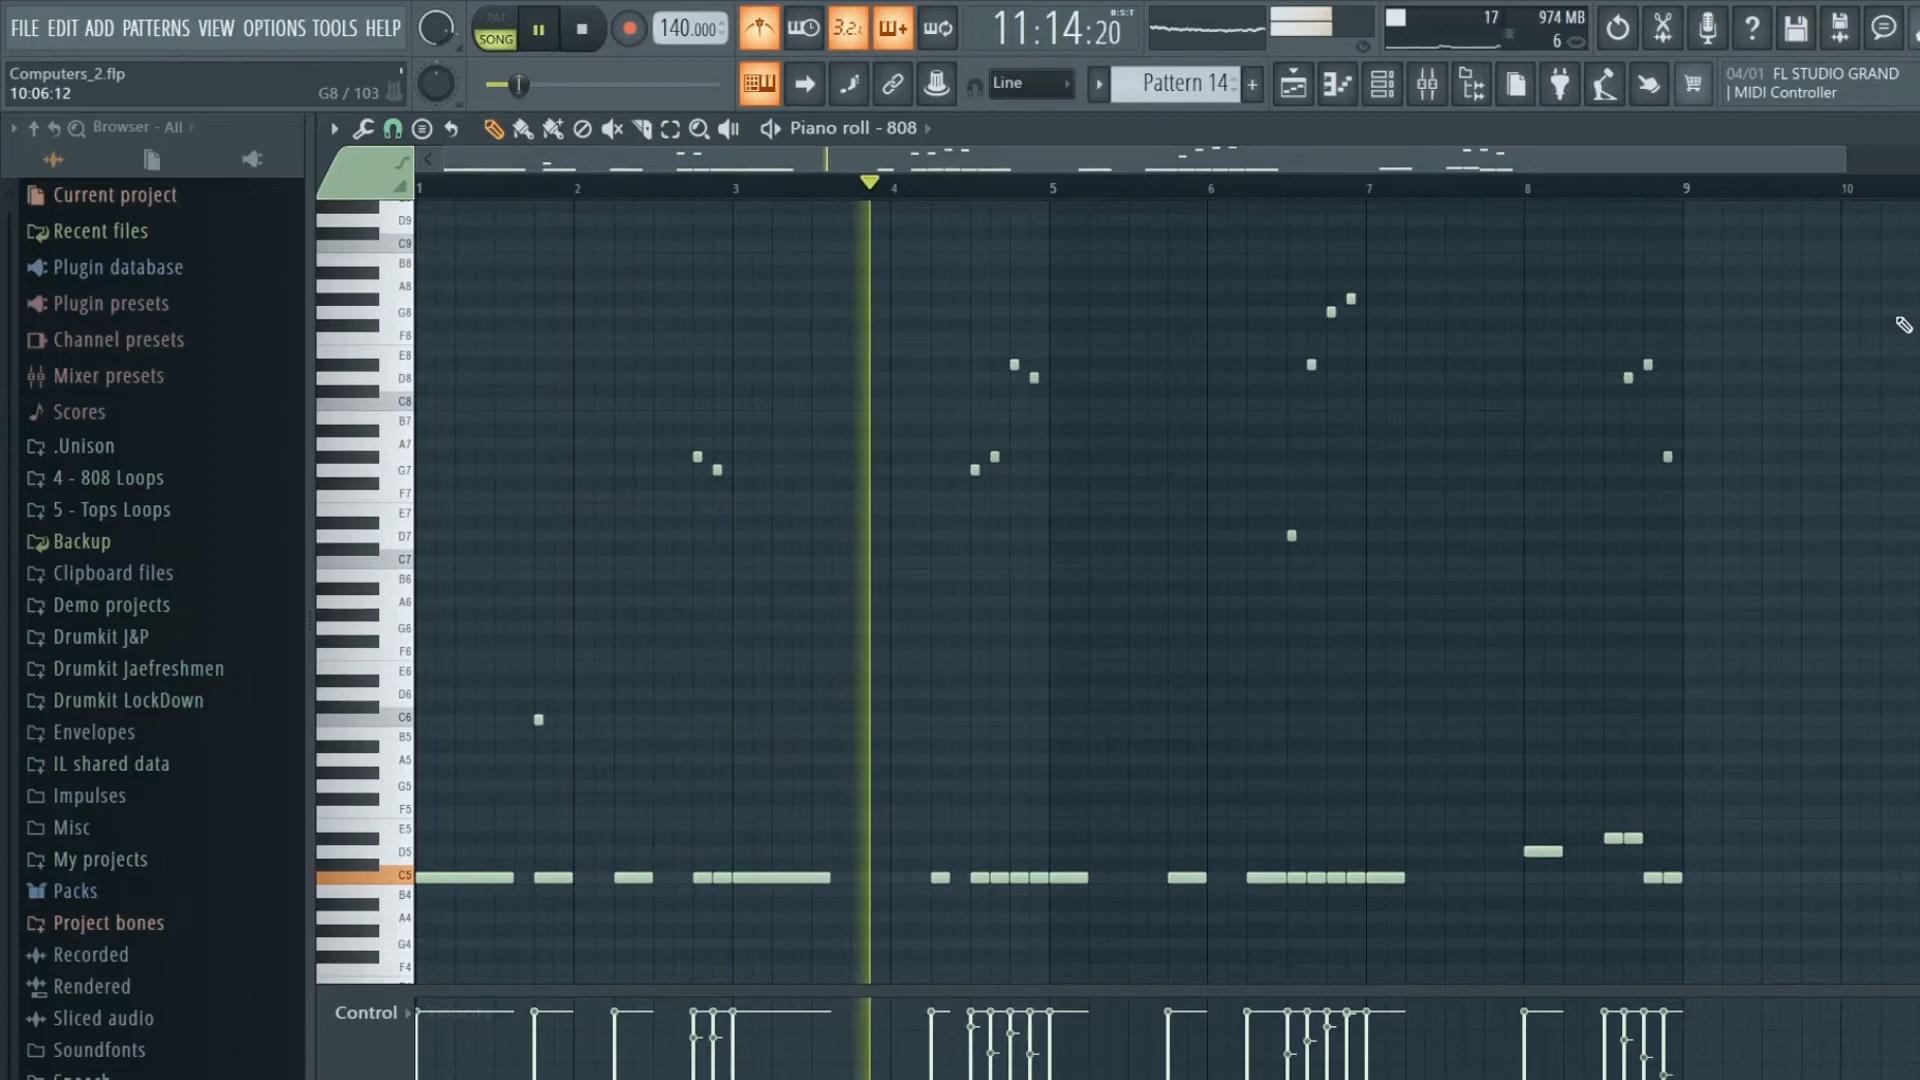 FILE EDIT ADD PATTERNS VIEW OPTIONS TOOLS HELP
PAT
SONG
140.000
3.2.
11:14:20
B:S:T
17
974 MB
6
Computers_2.flp
10:06:12
G8 / 103
Line
Pattern 14
04/01 FL STUDIO GRAND
| MIDI Controller
Browser - All
Piano roll - 808
Current project
Recent files
Plugin database
Plugin presets
Channel presets
Mixer presets
Scores
.Unison
4 - 808 Loops
5 - Tops Loops
Backup
Clipboard files
Demo projects
Drumkit J&P
Drumkit Jaefreshmen
Drumkit LockDown
Envelopes
IL shared data
Impulses
Misc
My projects
Packs
Project bones
Recorded
Rendered
Sliced audio
Soundfonts
Speech
1 2 3 4 5 6 7 8 9 10
D9
C9
B8
A8
G8
F8
E8
D8
C8
B7
A7
G7
F7
E7
D7
C7
B6
A6
G6
F6
E6
D6
C6
B5
A5
G5
F5
E5
D5
C5
B4
A4
G4
F4
Control